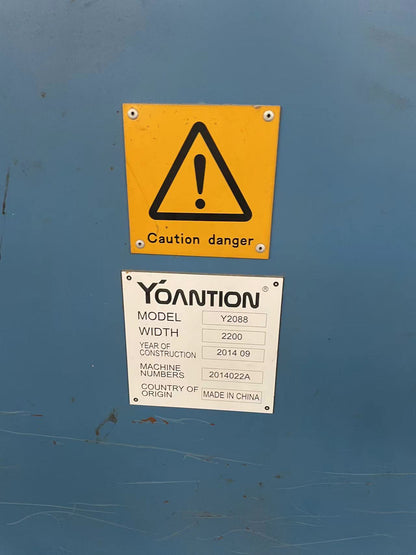 Caution danger
YÓANTION®
MODEL Y2088
WIDTH 2200
YEAR OF
CONSTRUCTION 2014 09
MACHINE
NUMBERS 2014022A
COUNTRY OF
ORIGIN MADE IN CHINA